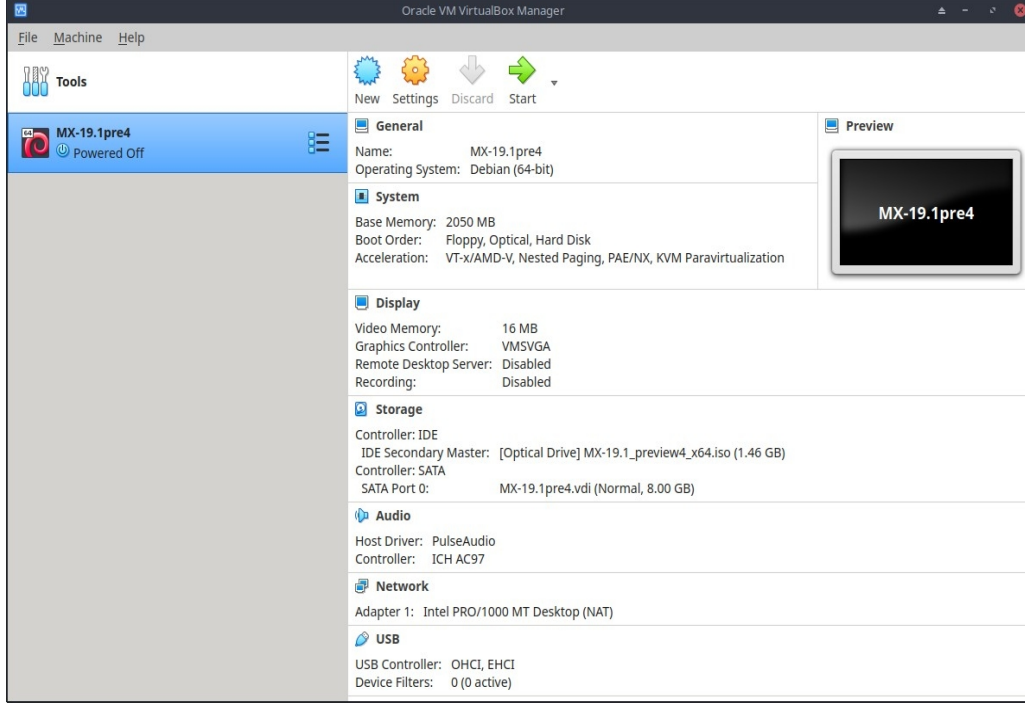 Oracle VM VirtualBox Manager
File Machine Help
Tools
New Settings Discard Start
64
MX-19.1pre4
Powered Off
General
Name: MX-19.1pre4
Operating System: Debian (64-bit)
Preview
MX-19.1pre4
System
Base Memory: 2050 MB
Boot Order: Floppy, Optical, Hard Disk
Acceleration: VT-x/AMD-V, Nested Paging, PAE/NX, KVM Paravirtualization
Display
Video Memory: 16 MB
Graphics Controller: VMSVGA
Remote Desktop Server: Disabled
Recording: Disabled
Storage
Controller: IDE
IDE Secondary Master: [Optical Drive] MX-19.1_preview4_x64.iso (1.46 GB)
Controller: SATA
SATA Port 0: MX-19.1pre4.vdi (Normal, 8.00 GB)
Audio
Host Driver: PulseAudio
Controller: ICH AC97
Network
Adapter 1: Intel PRO/1000 MT Desktop (NAT)
USB
USB Controller: OHCI, EHCI
Device Filters: 0 (0 active)